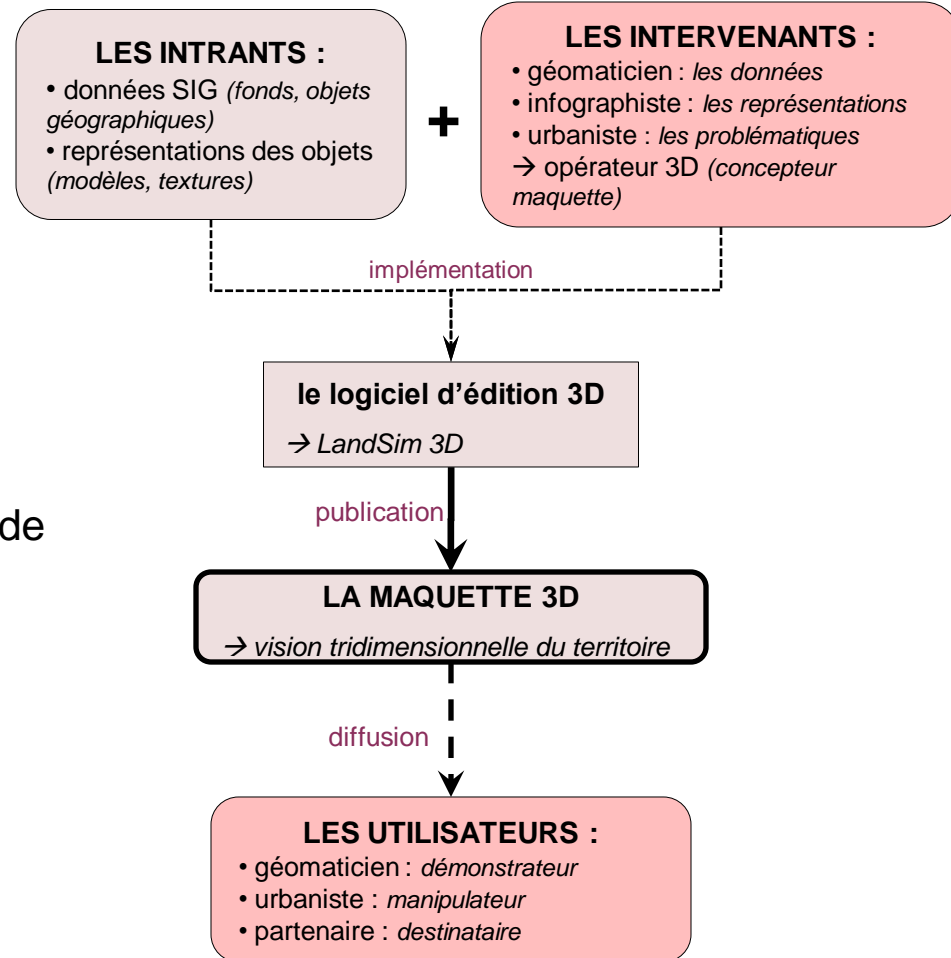 LES INTRANTS :
• données SIG (fonds, objets
géographiques)
• représentations des objets
(modèles, textures)
+
LES INTERVENANTS :
• géomaticien : les données
• infographiste : les représentations
• urbaniste : les problématiques
→ opérateur 3D (concepteur
maquette)
implémentation
le logiciel d’édition 3D
→ LandSim 3D
publication
de
LA MAQUETTE 3D
→ vision tridimensionnelle du territoire
diffusion
LES UTILISATEURS :
• géomaticien : démonstrateur
• urbaniste : manipulateur
• partenaire : destinataire